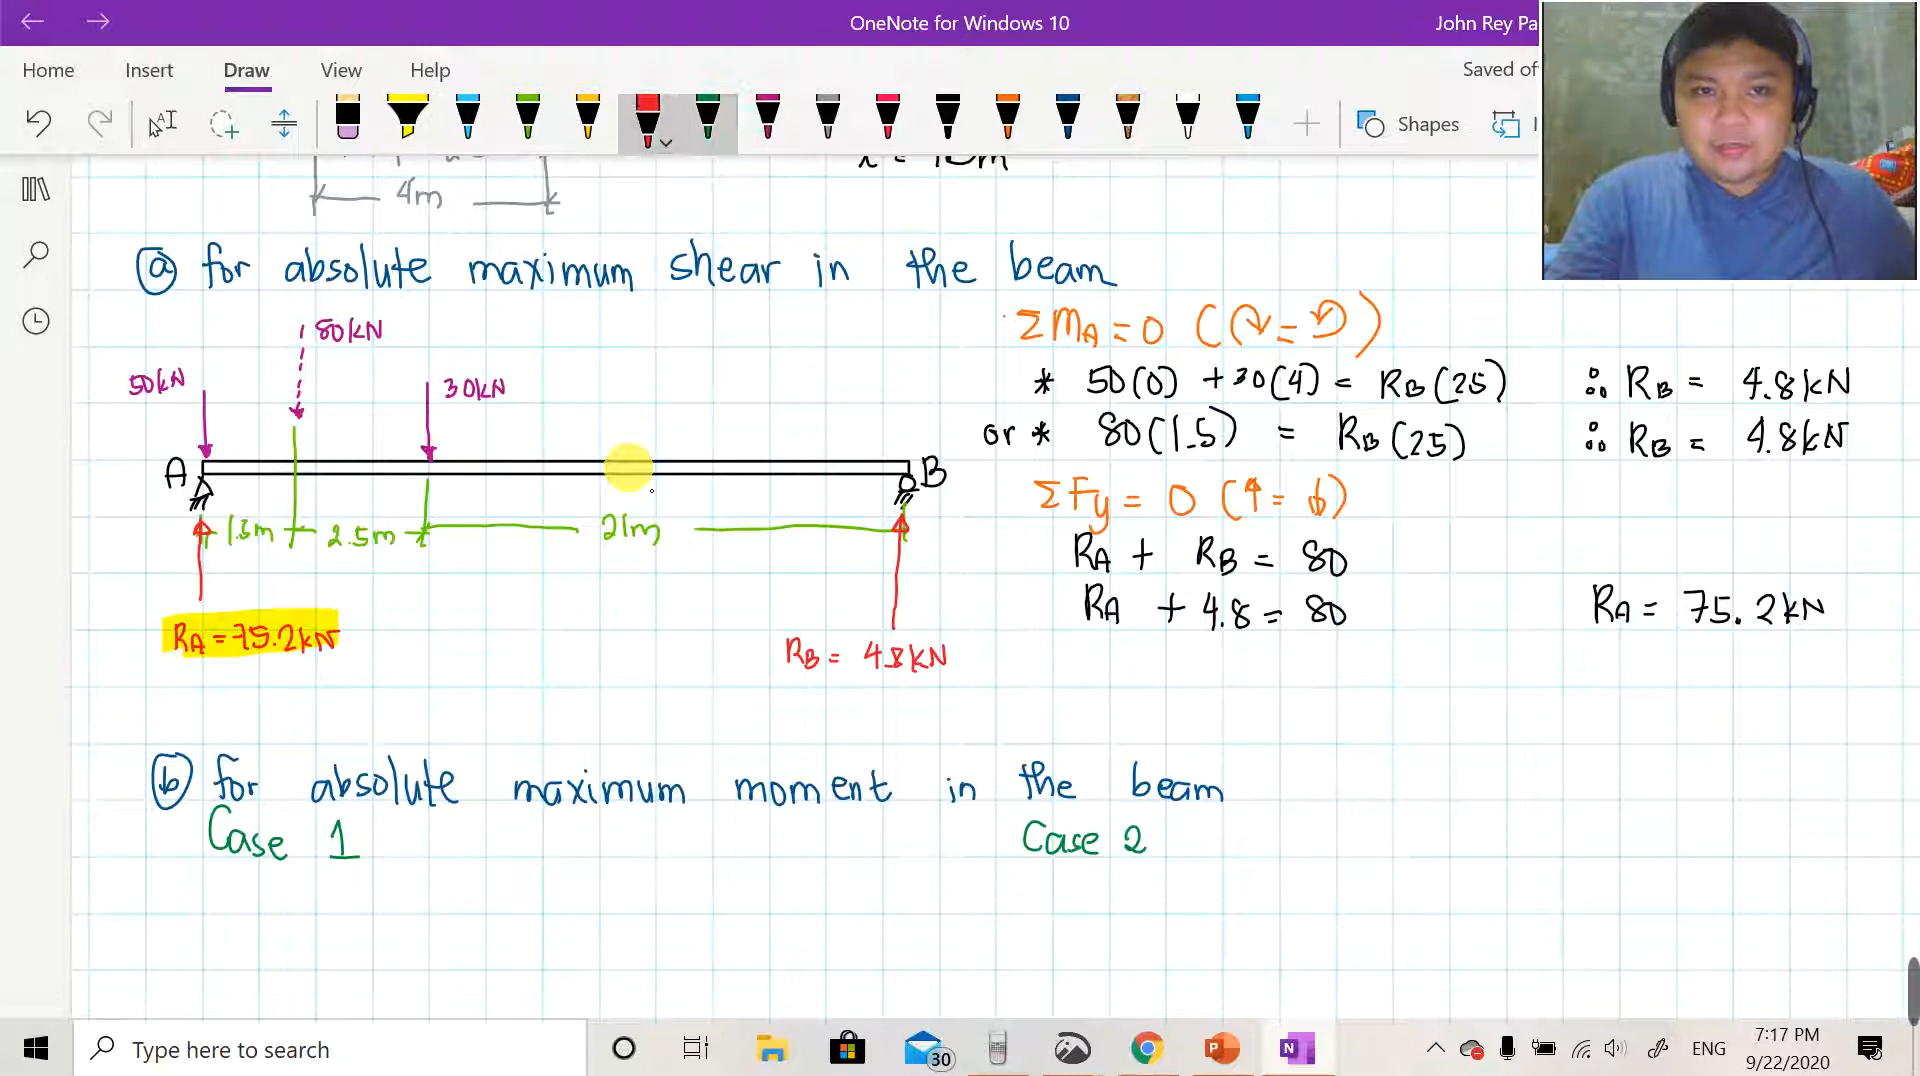 OneNote for Windows 10
John Rey Pa
Home Insert Draw View Help
Saved of
Shapes
4m
ⓐ for absolute maximum shear in the beam
80kN
50kN
30kN
A
B
1.5m 2.5m 21m
RA = 75.2kN
RB = 4.8kN
ΣMA = 0 (↷ = ↶)
* 50(0) + 30(4) = RB(25) ∴ RB = 4.8kN
or * 80(1.5) = RB(25) ∴ RB = 4.8kN
ΣFy = 0 (↑ = ↓)
RA + RB = 80
RA + 4.8 = 80 RA = 75.2kN
ⓑ for absolute maximum moment in the beam
Case 1 Case 2
Type here to search
30
ENG
7:17 PM
9/22/2020